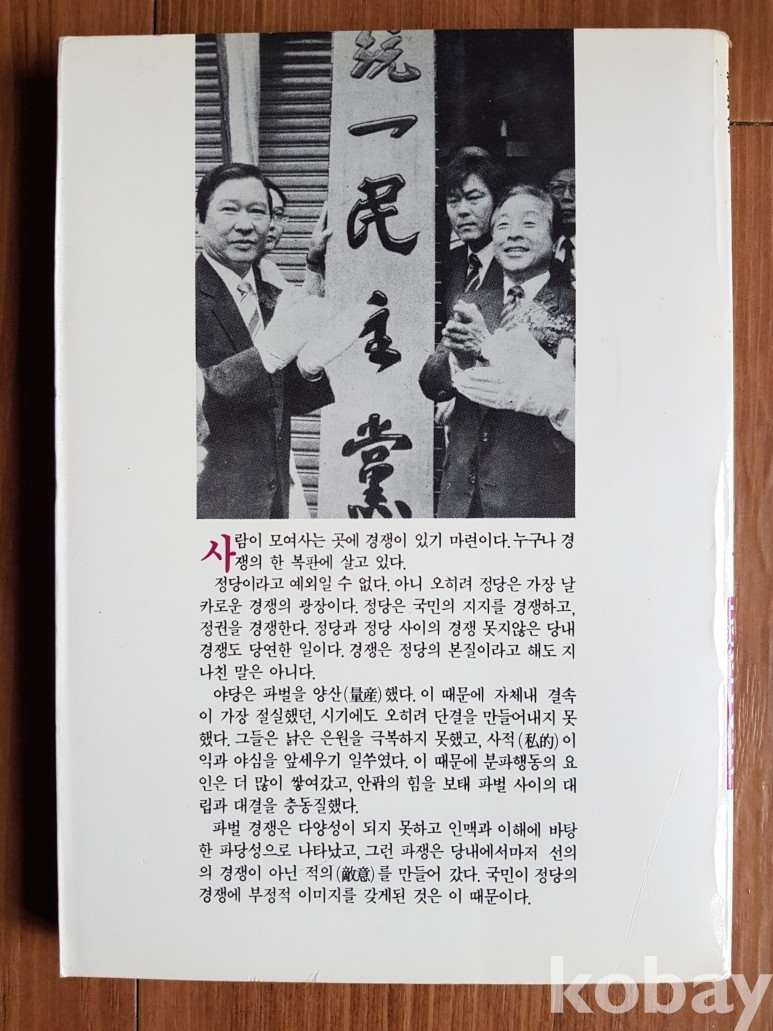 統
一
民
主
黨
사람이 모여사는 곳에 경쟁이 있기 마련이다. 누구나 경
쟁의 한 복판에 살고 있다.
정당이라고 예외일 수 없다. 아니 오히려 정당은 가장 날
카로운 경쟁의 광장이다. 정당은 국민의 지지를 경쟁하고,
정권을 경쟁한다. 정당과 정당 사이의 경쟁 못지않은 당내
경쟁도 당연한 일이다. 경쟁은 정당의 본질이라고 해도 지
나친 말은 아니다.
야당은 파벌을 양산(量産)했다. 이 때문에 자체내 결속
이 가장 절실했던, 시기에도 오히려 단결을 만들어내지 못
했다. 그들은 낡은 은원을 극복하지 못했고, 사적(私的) 이
익과 야심을 앞세우기 일쑤였다. 이 때문에 분파행동의 요
인은 더 많이 쌓여갔고, 안팎의 힘을 보태 파벌 사이의 대
립과 대결을 충동질했다.
파벌 경쟁은 다양성이 되지 못하고 인맥과 이해에 바탕
한 파당성으로 나타났고, 그런 파쟁은 당내에서마저 선의
의 경쟁이 아닌 적의(敵意)를 만들어 갔다. 국민이 정당의
경쟁에 부정적 이미지를 갖게된 것은 이 때문이다.
kobay